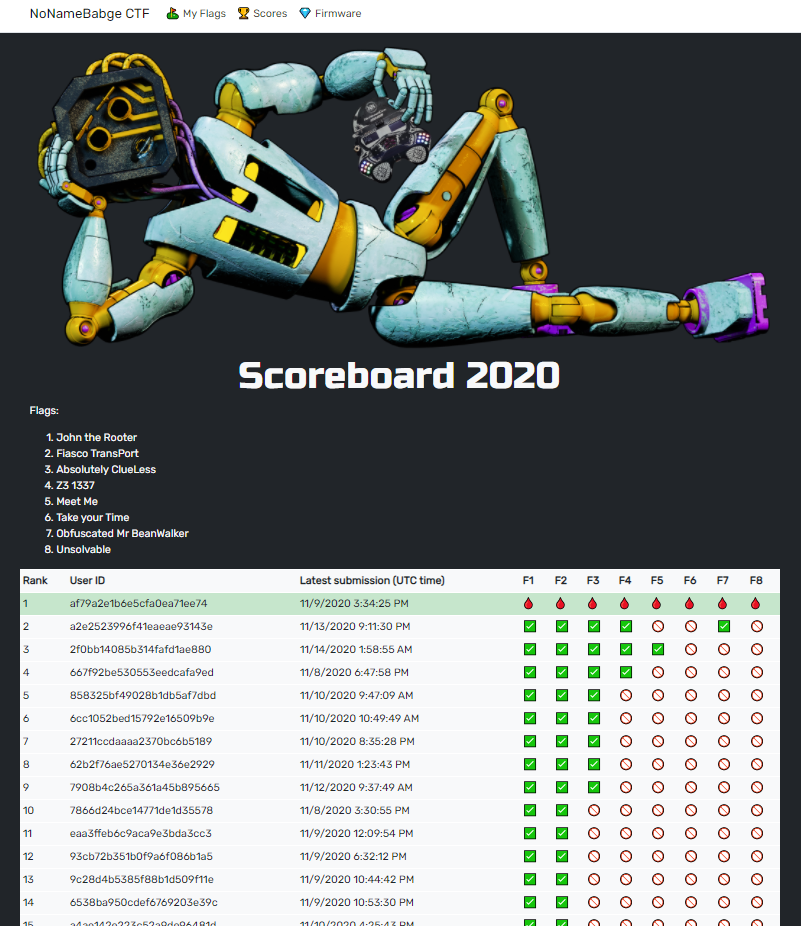 NoNameBabge CTF My Flags Scores Firmware
Scoreboard 2020
Flags:
1. John the Rooter
2. Fiasco TransPort
3. Absolutely ClueLess
4. Z3 1337
5. Meet Me
6. Take your Time
7. Obfuscated Mr BeanWalker
8. Unsolvable
Rank User ID Latest submission (UTC time) F1 F2 F3 F4 F5 F6 F7 F8
1 af79a2e1b6e5cfa0ea71ee74 11/9/2020 3:34:25 PM
2 a2e2523996f41eaeae93143e 11/13/2020 9:11:30 PM
3 2f0bb14085b314fafd1ae880 11/14/2020 1:58:55 AM
4 667f92be530553eedcafa9ed 11/8/2020 6:47:58 PM
5 858325bf49028b1db5af7dbd 11/10/2020 9:47:09 AM
6 6cc1052bed15792e16509b9e 11/10/2020 10:49:49 AM
7 27211ccdaaaa2370bc6b5189 11/10/2020 8:35:28 PM
8 62b2f76ae5270134e36e2929 11/11/2020 1:23:43 PM
9 7908b4c265a361a45b895665 11/12/2020 9:37:49 AM
10 7866d24bce14771de1d35578 11/8/2020 3:30:55 PM
11 eaa3ffeb6c9aca9e3bda3cc3 11/9/2020 12:09:54 PM
12 93cb72b351b0f9a6f086b1a5 11/9/2020 6:32:12 PM
13 9c28d4b5385f88b1d509f11e 11/9/2020 10:44:42 PM
14 6538ba950cdef6769203e39c 11/9/2020 10:53:30 PM
15 11/10/2020 4:25:43 PM